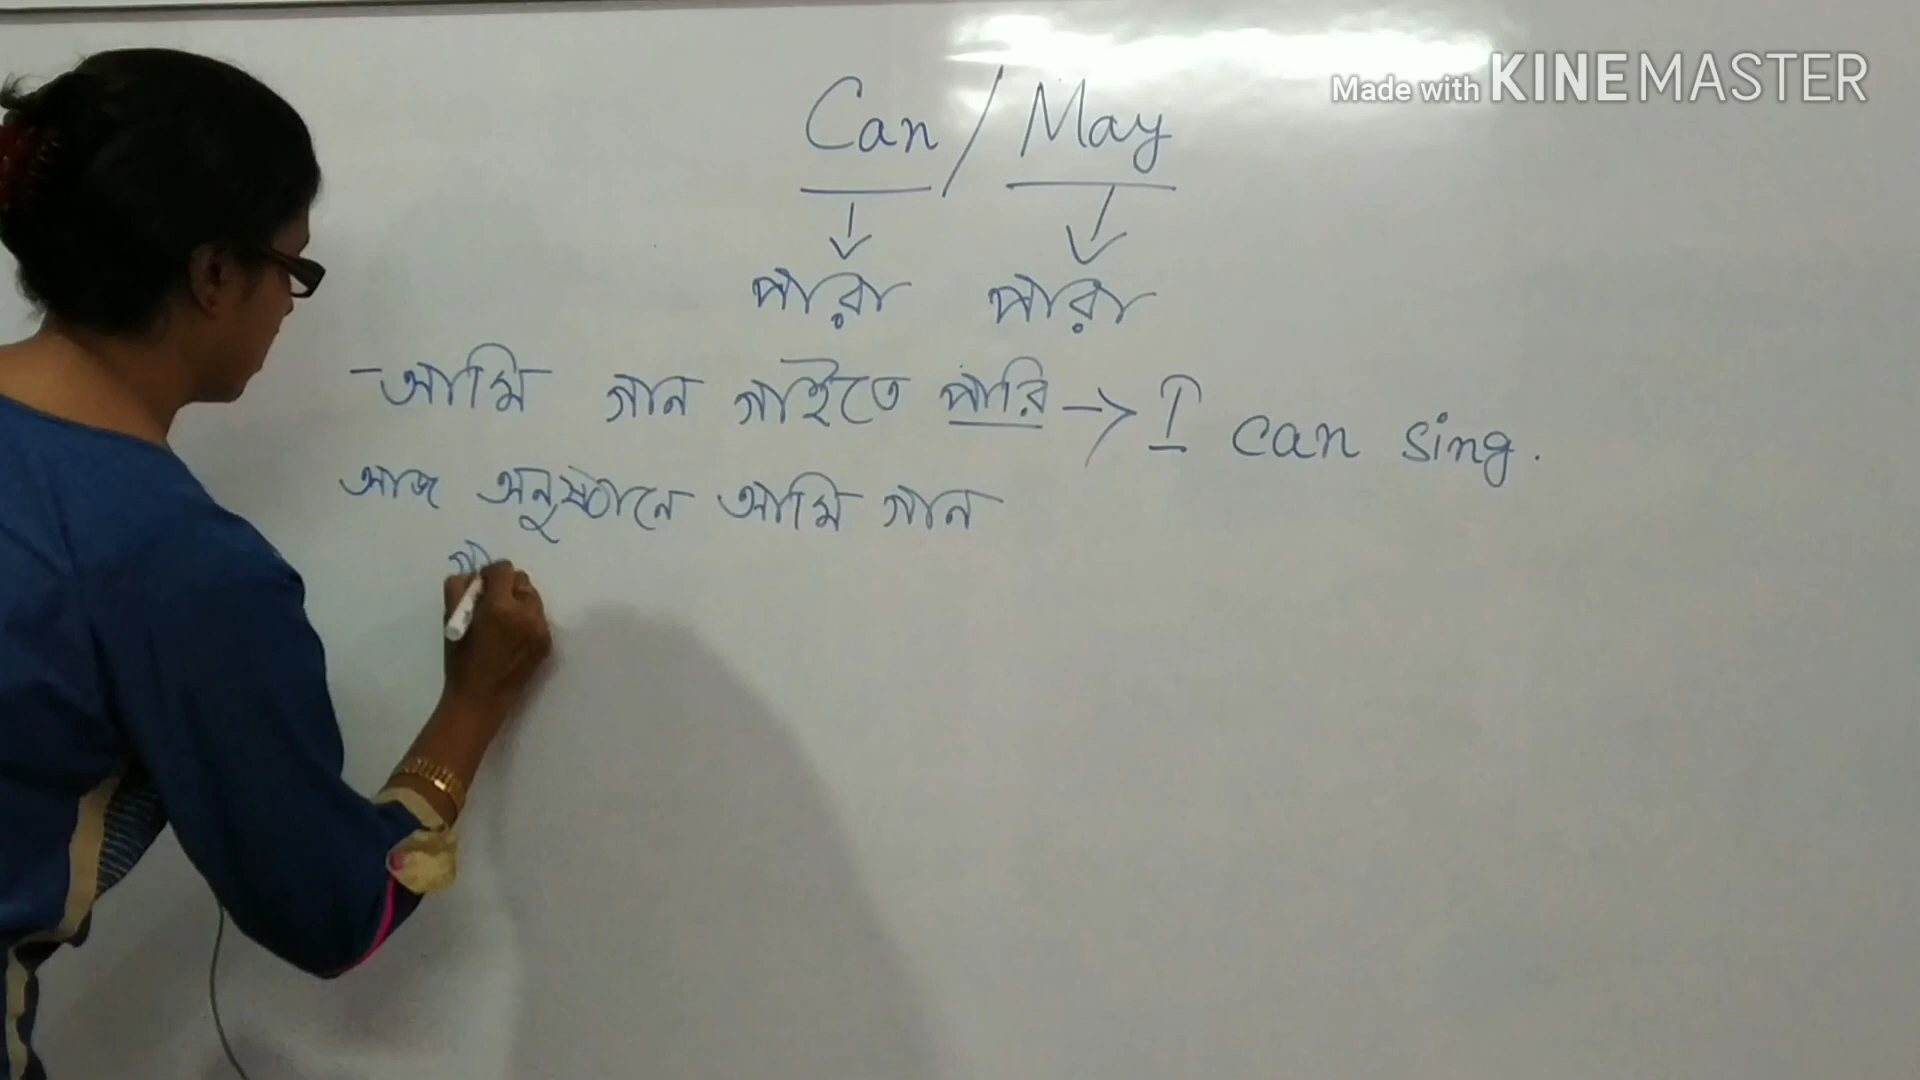 Made with KINEMASTER
Can / May
পারা পারা
আমি গান গাইতে পারি → I can sing.
আজ অনুষ্ঠানে আমি গান
গা